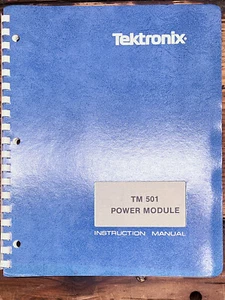 Tektronix
TM 501
POWER MODULE
INSTRUCTION MANUAL